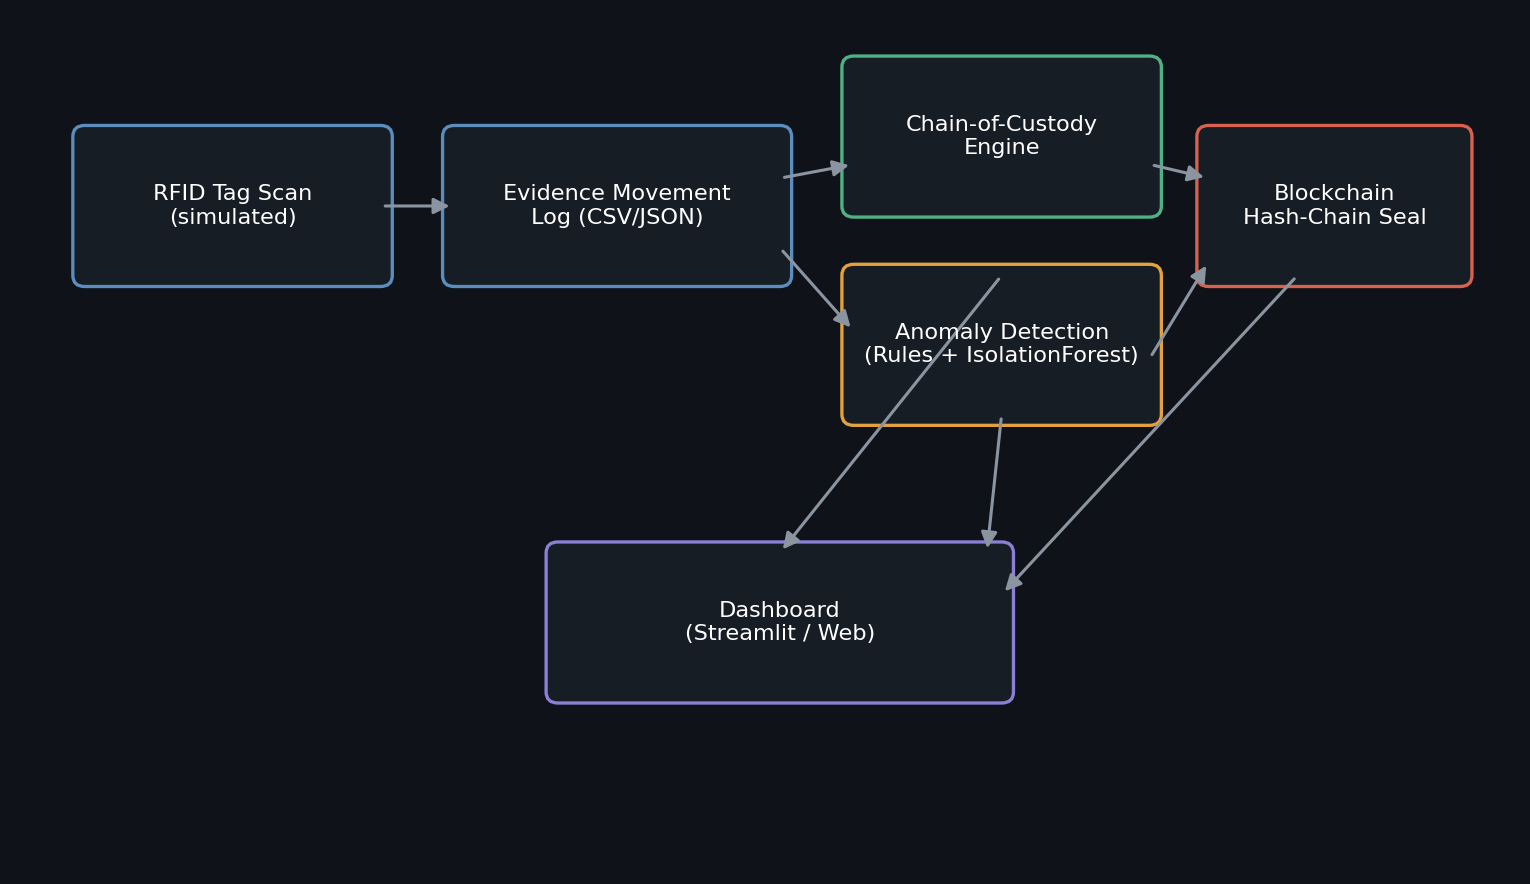 RFID Tag Scan
(simulated)
Evidence Movement
Log (CSV/JSON)
Chain-of-Custody
Engine
Blockchain
Hash-Chain Seal
Anomaly Detection
(Rules + IsolationForest)
Dashboard
(Streamlit / Web)